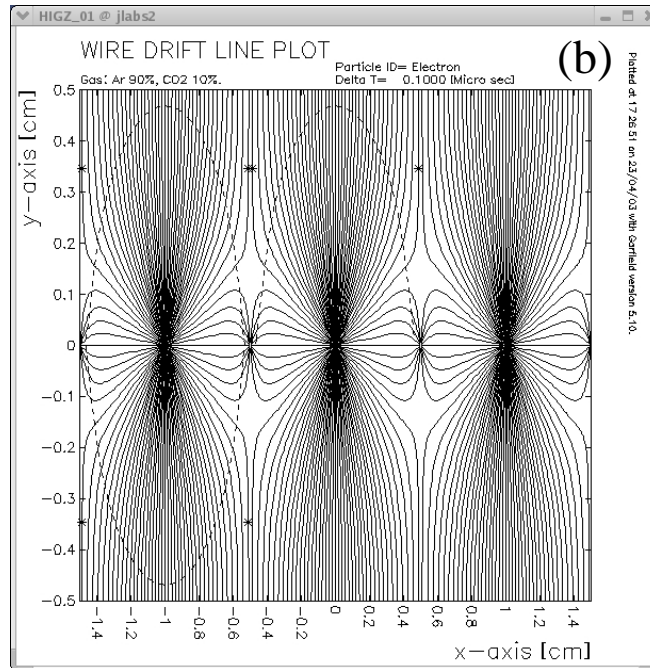 HIGZ_01 @ jlabs2
WIRE DRIFT LINE PLOT
(b)
Particle ID= Electron
Gas: Ar 90%, CO2 10%.
Delta T= 0.1000 [Micro sec]
Plotted at 17.26.51 on 23/04/03 with Garfield version 6.10.
y-axis [cm]
0.5
0.4
0.3
0.2
0.1
0
-0.1
-0.2
-0.3
-0.4
-0.5
-1.4
-1.2
-1
-0.8
-0.6
-0.4
-0.2
0
0.2
0.4
0.6
0.8
1
1.2
1.4
x-axis [cm]